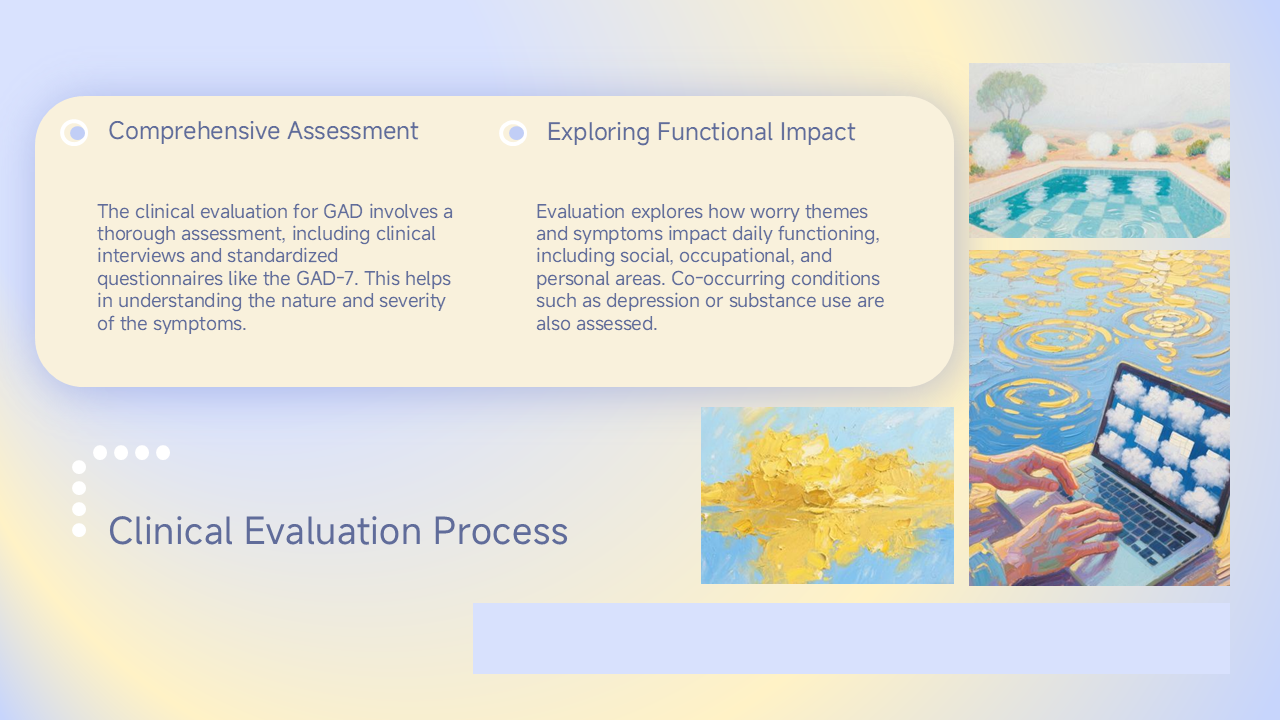 Comprehensive Assessment
The clinical evaluation for GAD involves a
thorough assessment, including clinical
interviews and standardized
questionnaires like the GAD-7. This helps
in understanding the nature and severity
of the symptoms.
Exploring Functional Impact
Evaluation explores how worry themes
and symptoms impact daily functioning,
including social, occupational, and
personal areas. Co-occurring conditions
such as depression or substance use are
also assessed.
Clinical Evaluation Process